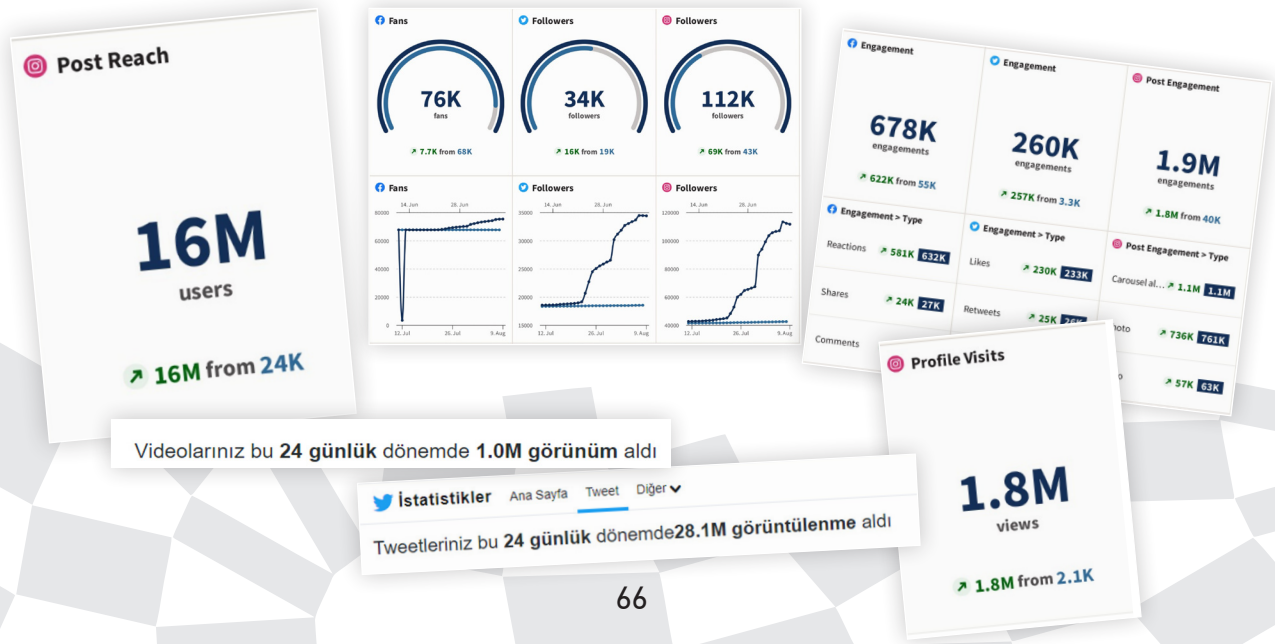 Post Reach
16M
users
16M from 24K
Fans
76K
fans
7.7K from 68K
Followers
34K
followers
16K from 19K
Followers
112K
followers
69K from 43K
Fans
14. Jun 28. Jun
80000
60000
40000
20000
0
12. Jul 26. Jul 9. Aug
Followers
14. Jun 28. Jun
35000
30000
25000
20000
15000
12. Jul 26. Jul 9. Aug
Followers
14. Jun 28. Jun
120000
100000
80000
60000
40000
12. Jul 26. Jul 9. Aug
Engagement
678K
engagements
622K from 55K
Engagement
260K
engagements
257K from 3.3K
Post Engagement
1.9M
engagements
1.8M from 40K
Engagement > Type
Reactions 581K 632K
Shares 24K 27K
Comments
Engagement > Type
Likes 230K 233K
Retweets 25K
Post Engagement > Type
Carousel al... 1.1M 1.1M
736K 761K
57K 63K
Profile Visits
1.8M
views
1.8M from 2.1K
Videolarınız bu 24 günlük dönemde 1.0M görünüm aldı
İstatistikler Ana Sayfa Tweet Diğer
Tweetleriniz bu 24 günlük dönemde28.1M görüntülenme aldı
66